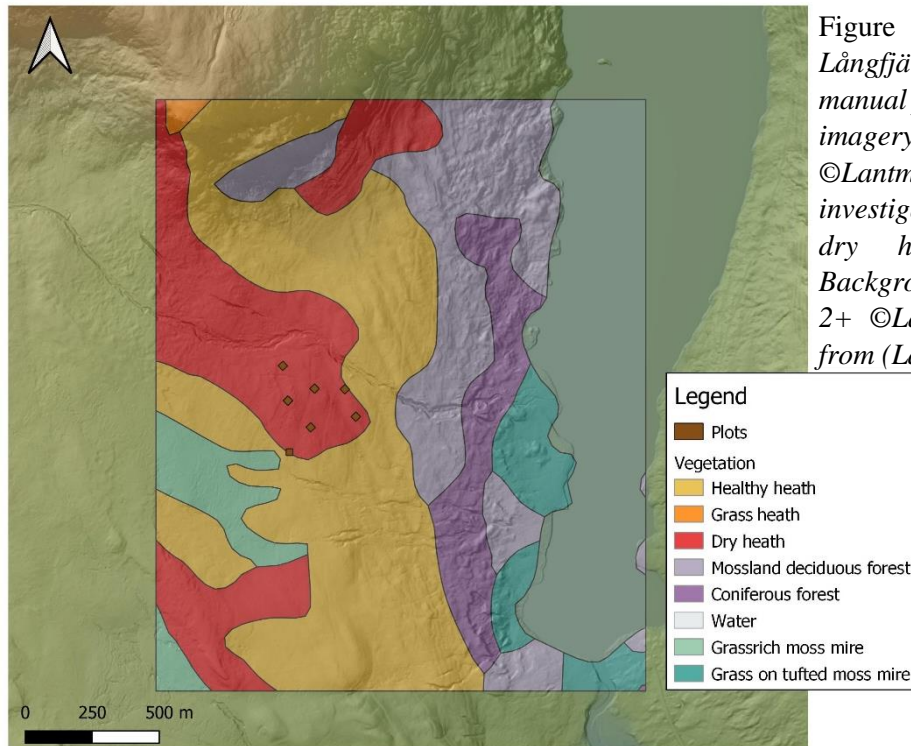 Figure
Långfjä
manual
imagery
©Lantm
investig
dry h
Backgro
2+ ©La
from (La
Legend
Plots
Vegetation
Healthy heath
Grass heath
Dry heath
Mossland deciduous forest
Coniferous forest
Water
Grassrich moss mire
Grass on tufted moss mire
0 250 500 m